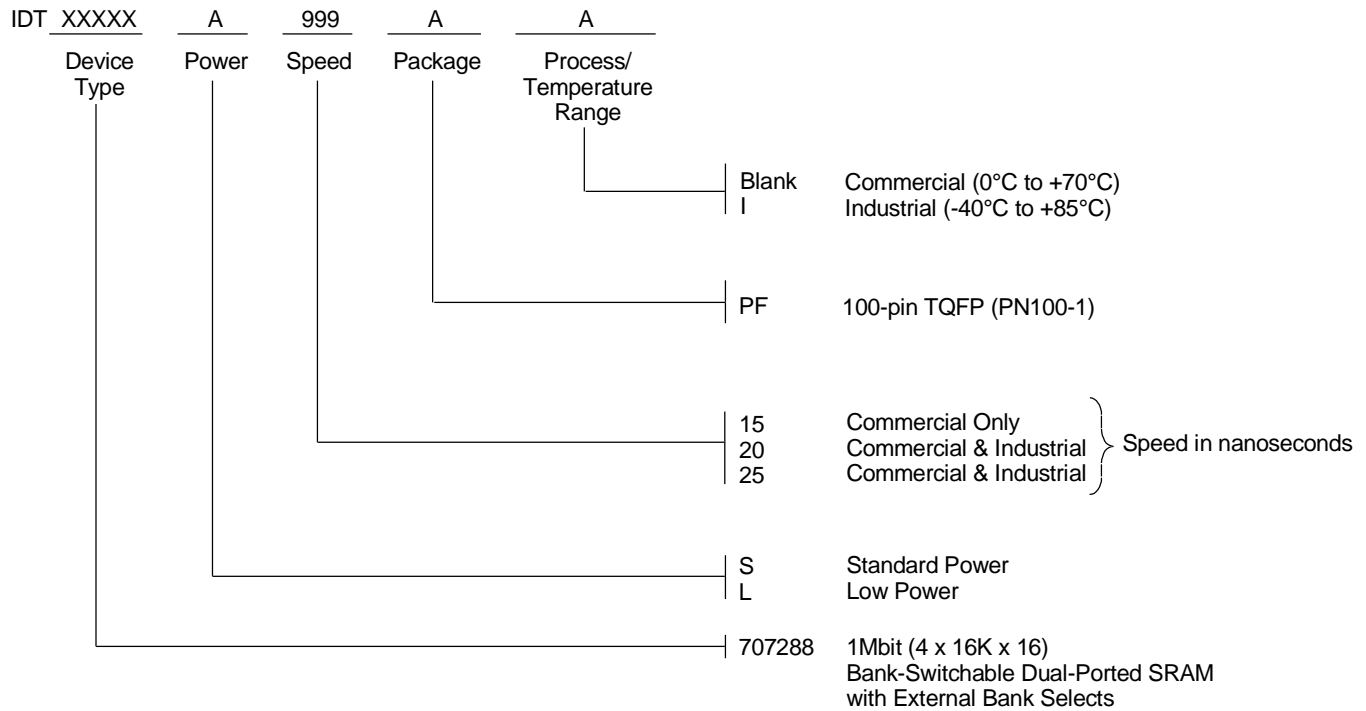 IDT XXXXX A 999 A A
Device Type
Power
Speed
Package
Process/
Temperature
Range
Blank Commercial (0°C to +70°C)
I Industrial (-40°C to +85°C)
PF 100-pin TQFP (PN100-1)
15 Commercial Only
20 Commercial & Industrial
25 Commercial & Industrial
Speed in nanoseconds
S Standard Power
L Low Power
707288 1Mbit (4 x 16K x 16)
Bank-Switchable Dual-Ported SRAM
with External Bank Selects